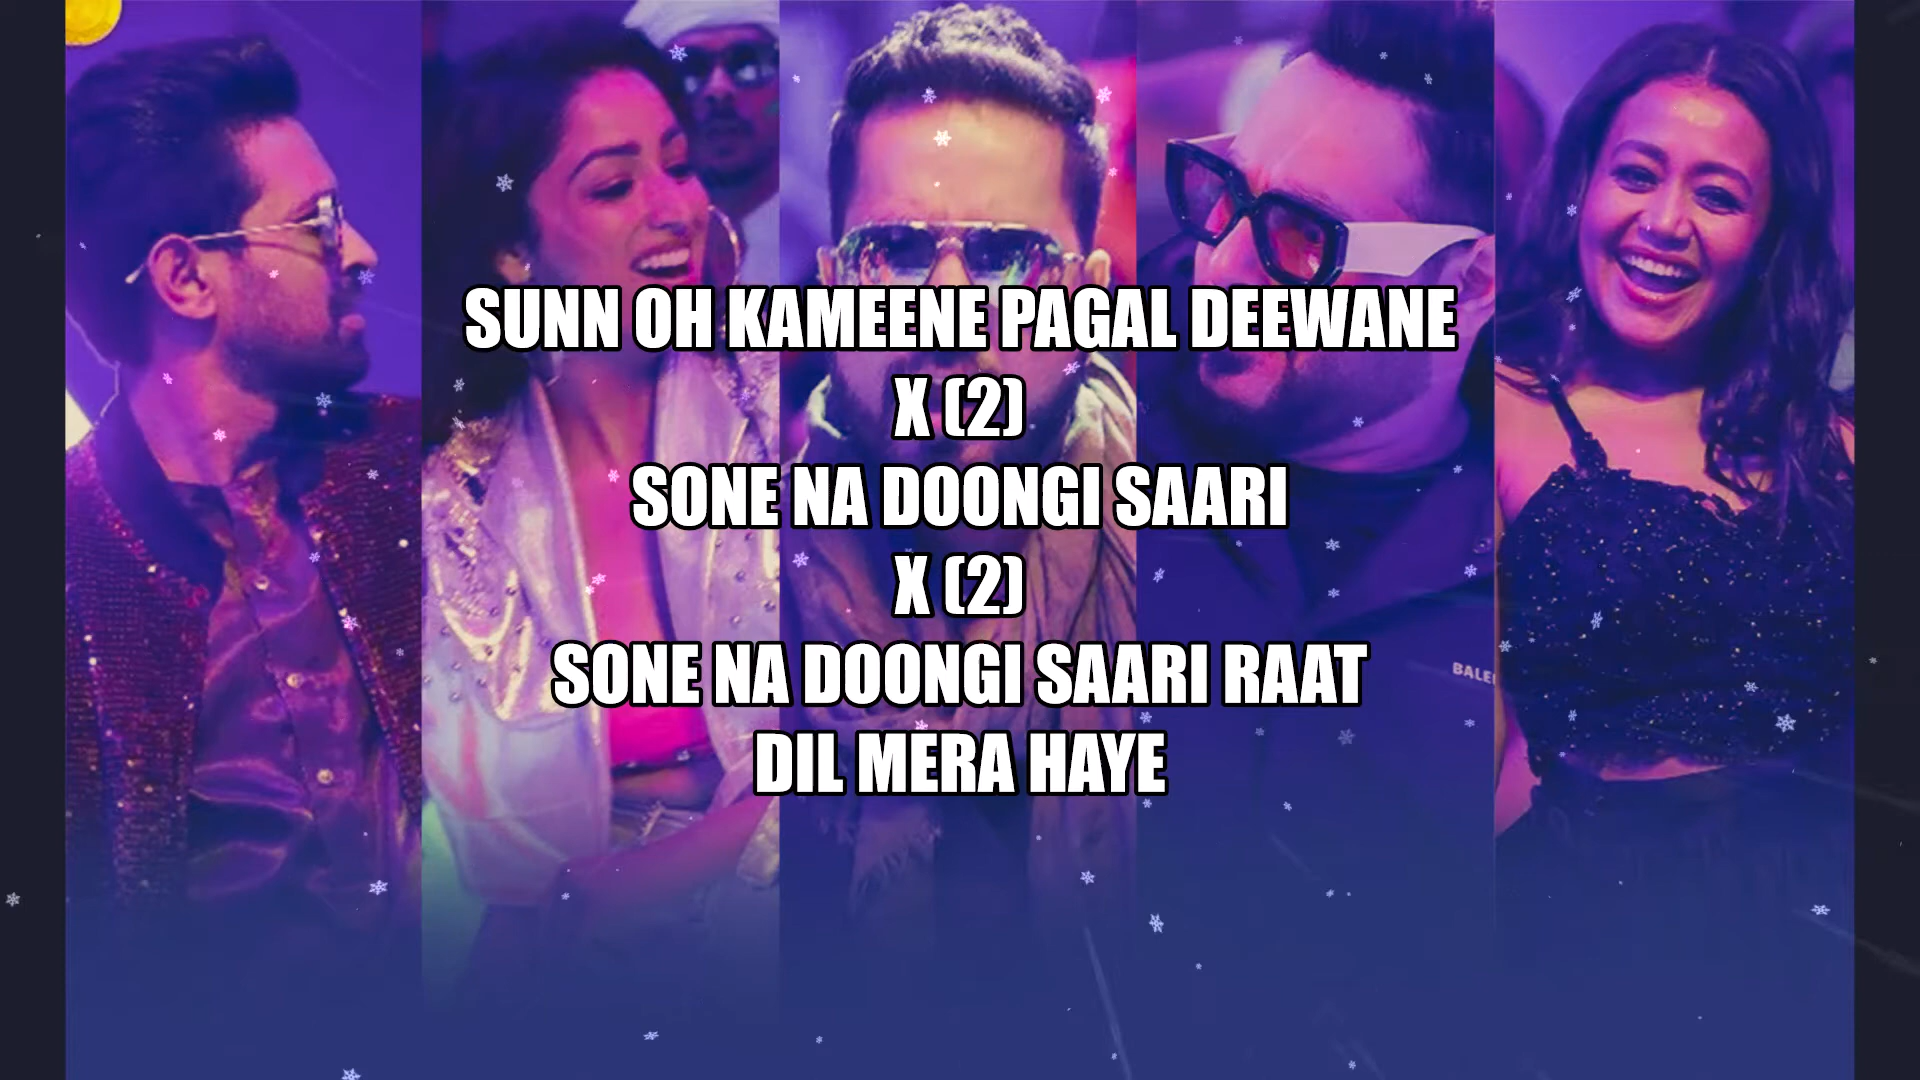 SUNN OH KAMEENE PAGAL DEEWANE
X (2)
SONE NA DOONGI SAARI
X (2)
SONE NA DOONGI SAARI RAAT
DIL MERA HAYE
BALE